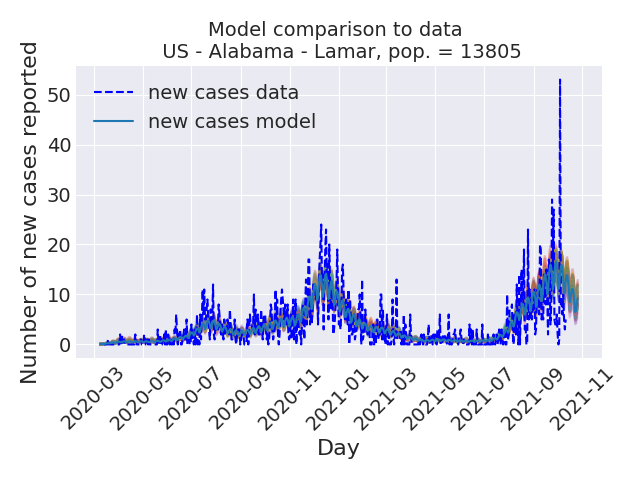 Model comparison to data
US - Alabama - Lamar, pop. = 13805
Number of new cases reported
50
40
30
20
10
0
new cases data
new cases model
2020-03
2020-05
2020-07
2020-09
2020-11
2021-01
2021-03
2021-05
2021-07
2021-09
2021-11
Day